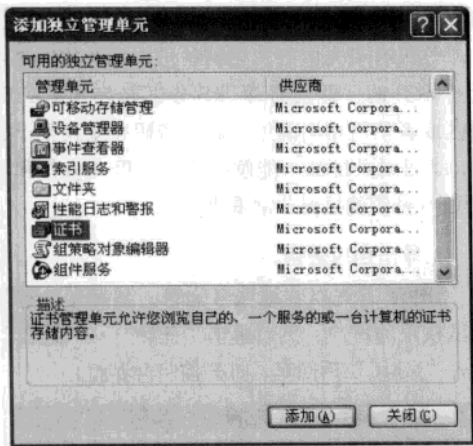 添加独立管理单元
可用的独立管理单元:
管理单元 供应商
可移动存储管理 Microsoft Corpora...
设备管理器 Microsoft Corpora...
事件查看器 Microsoft Corpora...
索引服务 Microsoft Corpora...
文件夹 Microsoft Corpora...
性能日志和警报 Microsoft Corpora...
证书 Microsoft Corpora...
组策略对象编辑器 Microsoft Corpora...
组件服务 Microsoft Corpora...
描述
证书管理单元允许您浏览自己的、一个服务的或一台计算机的证书
存储内容。
添加(A) 关闭(C)